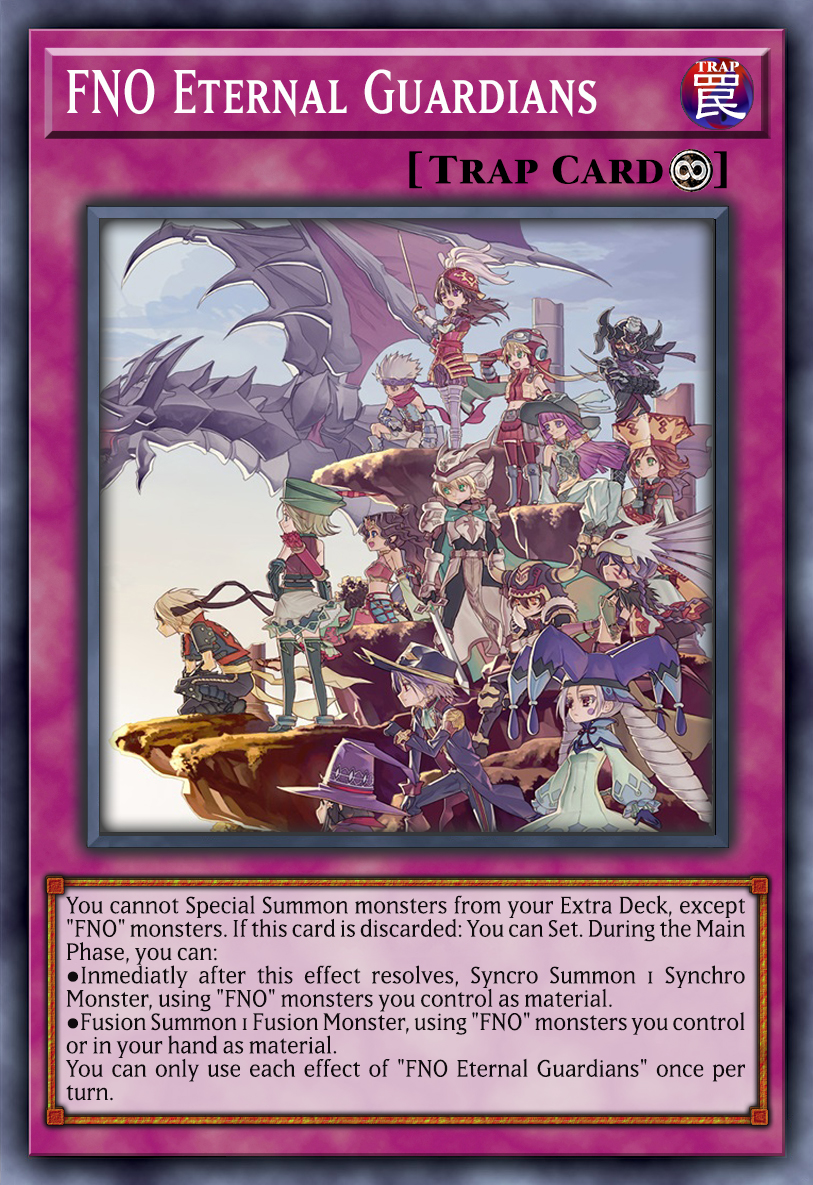 FNO Eternal Guardians
TRAP
罠
[Trap Card]
You cannot Special Summon monsters from your Extra Deck, except
"FNO" monsters. If this card is discarded: You can Set. During the Main
Phase, you can:
●Inmediatly after this effect resolves, Syncro Summon 1 Synchro
Monster, using "FNO" monsters you control as material.
●Fusion Summon 1 Fusion Monster, using "FNO" monsters you control
or in your hand as material.
You can only use each effect of "FNO Eternal Guardians" once per
turn.